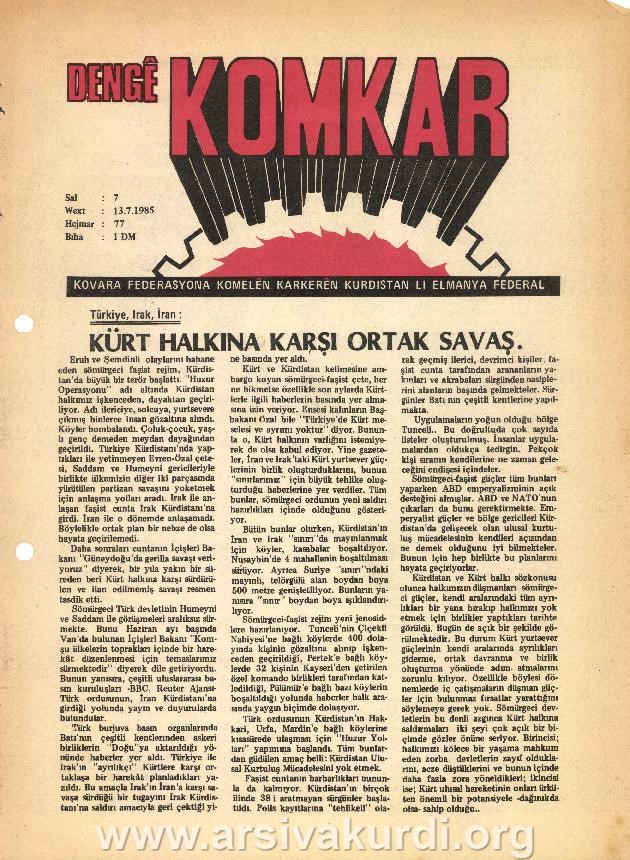 DENGÊ KOMKAR
Sal : 7
Wext : 13.7.1985
Hejmar : 77
Biha : 1 DM
KOVARA FEDERASYONA KOMELÊN KARKERÊN KURDISTAN LI ELMANYA FEDERAL
Türkiye, Irak, İran :
KÜRT HALKINA KARŞI ORTAK SAVAŞ.
Eruh ve Şemdinli olaylarını bahane
eden sömürgeci faşist rejim, Kürdis-
tan'da büyük bir terör başlattı. "Huzur
Operasyonu" adı altında Kürdistan
halkımız işkenceden, dayaktan geciri-
liyor. Adı ilericiye, solcuya, yurtsevere
çıkmış binlerce insan gözaltına alındı.
Köyler bombalandı. Çoluk-çocuk, yaş-
lı genç demeden meydan dayağından
geçirildi. Türkiye Kürdistanı'nda yap-
tıkları ile yetinmeyen Evren-Özal çete-
si, Saddam ve Humeyni gericileriyle
birlikte ülkemizin diğer iki parçasında
yürütülen partizan savaşını yoketmek
için anlaşma yolları aradı. Irak ile an-
laşan faşist cunta Irak Kürdistanı'na
girdi. İran ile o dönemde anlaşamadı.
Böylelikle ortak plan bir nebze de olsa
hayata geçirilemedi.
Daha sonraları cuntanın İçişleri Ba-
kanı "Güneydoğu'da gerilla savaşı veri-
yoruz" diyerek, bir yıla yakın bir sü-
reden beri Kürt halkına karşı sürdürü-
len ve ilan edilmemiş savaşı resmen
tasdik etti.
Sömürgeci Türk devletinin Humeyni
ve Saddam ile görüşmeleri aralıksız sür-
mekte. Bunu Haziran ayı başında
Van'da bulunan İçişleri Bakanı "Kom-
şu ülkelerin toprakları içinde bir hare-
kât düzenlenmesi için temaslarımız
sürmektedir" diyerek dile getiriyordu.
Bunun yanısıra, çeşitli uluslararası ba-
sın kuruluşları -BBC, Reuter Ajansı-
Türk ordusunun, İran Kürdistanı'na
girdiği yolunda yayın ve duyurularda
bulundular.
Türk burjuva basın organlarında
Batı'nın çeşitli kentlerinden askeri
birliklerin "Doğu"ya aktarıldığı yö-
nünde haberler yer aldı. Türkiye ile
Irak'ın "ayrılıkçı" Kürtlere karşı or-
taklaşa bir harekât planladıkları ya-
zıldı. Bu amaçla Irak'ın İran'a karşı sa-
vaşa sürdüğü bir tugayını Irak Kürdis-
tanı'na saldırı amacıyla geri çektiği yi-
ne basında yer aldı.
Kürt ve Kürdistan kelimesine am-
bargo koyan sömürgeci-faşist çete, her
ne hikmetse özellikle son aylarda Kürt-
lerle ilgili haberlerin basında yer alma-
sına izin veriyor. Ensesi kalınların Baş-
bakanı Özal bile "Türkiye'de Kürt me-
selesi ve ayrımı yoktur" diyor. Bunun-
la o, Kürt halkının varlığını istemiye-
rek de olsa kabul ediyor. Yine gazete-
ler, İran ve Irak'taki Kürt yurtsever güç-
lerinin birlik oluşturduklarını, bunun
"sınırlarımız" için büyük tehlike oluş-
turduğu haberlerine yer verdiler. Tüm
bunlar, sömürgeci ordunun yeni saldırı
hazırlıkları içinde olduğunu gösteri-
yor.
Bütün bunlar olurken, Kürdistan'ın
İran ve Irak "sınırı"da mayınlanmak
için köyler, kasabalar boşaltılıyor.
Nusaybin'de 4 mahallenin boşaltılması
sürüyor. Ayrıca Suriye "sınırı"ndaki
mayınlı, telörgülü alan boydan boya
500 metre genişletiliyor. Bunların ya-
nısıra "sınır" boydan boya ışıklandırı-
lıyor.
Sömürgeci-faşist rejim yeni jenosid-
lere hazırlanıyor. Tunceli'nin Çiçekli
Nahiyesi'ne bağlı köylerde 400 dola-
yında kişinin gözaltına alınıp işken-
ceden geçirildiği, Pertek'e bağlı köy-
lerde 32 kişinin Kayseri'den getirilen
özel komando birlikleri tarafından kat-
ledildiği, Pülümür'e bağlı bazı köylerin
boşaltıldığı yolunda haberler halk ara-
sında yaygın biçimde dolaşıyor.
Türk ordusunun Kürdistan'ın Hak-
kari, Urfa, Mardin'e bağlı köylerine
kısasürede ulaşması için "Huzur Yol-
ları" yapımına başlandı. Tüm bunlar-
dan güdülen amaç belli: Kürdistan Ulu-
sal Kurtuluş Mücadelesini yok etmek.
Faşist cuntanın barbarlıkları bunun-
la da kalmıyor. Kürdistan'ın birçok
ilinde 38'i aratmayan sürgünler başla-
tıldı. Polis kayıtlarına "tehlikeli" ola-
rak geçmiş ilerici, devrimci kişiler, fa-
şist cunta tarafından arananların ya-
kınları ve akrabaları sürgünden nasiple-
rini alanların başında gelmekteler. Sür-
günler Batı nın çeşitli kentlerine yapıl-
makta.
Uygulamaların yoğun olduğu bölge
Tunceli.. Bu doğrultuda çok sayıda
listeler oluşturulmuş. İnsanlar uygula-
malardan oldukça tedirgin. Pekçok
kişi sıranın kendilerine ne zaman gele-
ceğini endişesi içindeler.
Sömürgeci-faşist güçler tüm bunları
yaparken ABD emperyalizminin açık
desteğini almışlar. ABD ve NATO'nun
çıkarları da bunu gerektirmekte. Em-
peryalist güçler ve bölge gericileri Kür-
distan'da gelişecek olan ulusal kurtu-
luş mücadelesinin kendileri açısından
ne demek olduğunu iyi bilmekteler.
Bunun için hep birlikte bu planlarını
hayata geçiriyorlar.
Kürdistan ve Kürt halkı sözkonusu
olunca halkımızın düşmanları sömürge-
ci güçler, kendi aralarındaki tüm ayrı-
lıkları bir yana bırakıp halkımızı yok
etmek için birlikler yaptıkları tarihte
görüldü. Bugün de açık bir şekilde gö-
rülmektedir. Bu durum Kürt yurtsever
güçlerinin kendi aralarında ayrılıkları
giderme, ortak davranma ve birlik
oluşturma yönünde adım atmalarını
zorunlu kılıyor. Özellikle böylesi dö-
nemlerde iç çatışmaların düşman güç-
ler için bulunmaz fırsatlar yarattığını
söylemeye gerek yok. Sömürgeci dev-
letlerin bu denli azgınca Kürt halkına
saldırmaları iki şeyi çok açık bir bi-
çimde gözler önüne seriyor. Birincisi;
halkımızı kölece bir yaşama mahkum
eden zorba devletlerin zayıf oldukla-
rını, acze düştüklerini ve bunun içinde
daha fazla zora yöneldikleri; ikincisi
ise; Kürt ulusal hareketinin onları ürkü-
ten önemli bir potansiyele -dağınıkda
olsa- sahip olduğu..
www.arsivakurdi.org